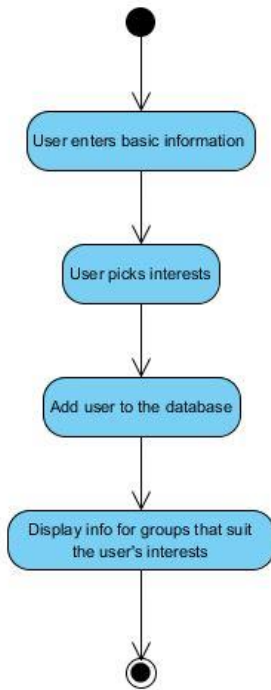 User enters basic information
User picks interests
Add user to the database
Display info for groups that suit
the user's interests